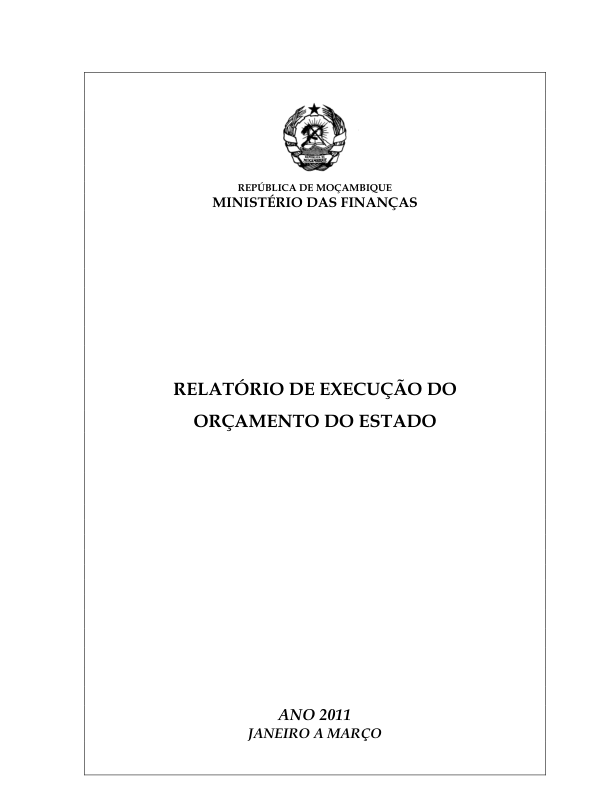 REPÚBLICA DE MOÇAMBIQUE
MINISTÉRIO DAS FINANÇAS
RELATÓRIO DE EXECUÇÃO DO
ORÇAMENTO DO ESTADO
ANO 2011
JANEIRO A MARÇO